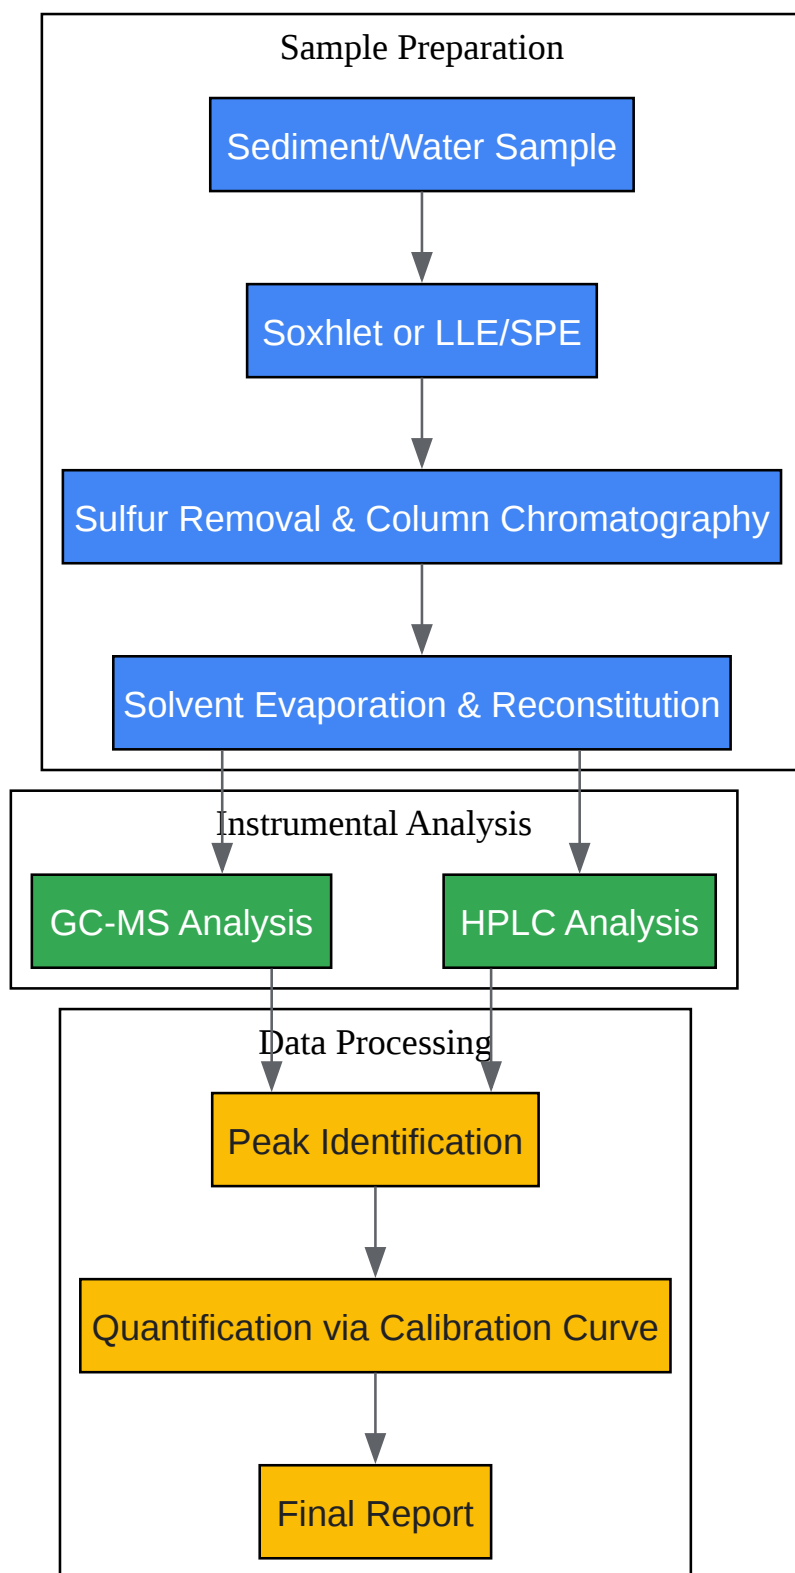 Sample Preparation
Sediment/Water Sample
Soxhlet or LLE/SPE
Sulfur Removal & Column Chromatography
Solvent Evaporation & Reconstitution
Instrumental Analysis
GC-MS Analysis
HPLC Analysis
Data Processing
Peak Identification
Quantification via Calibration Curve
Final Report